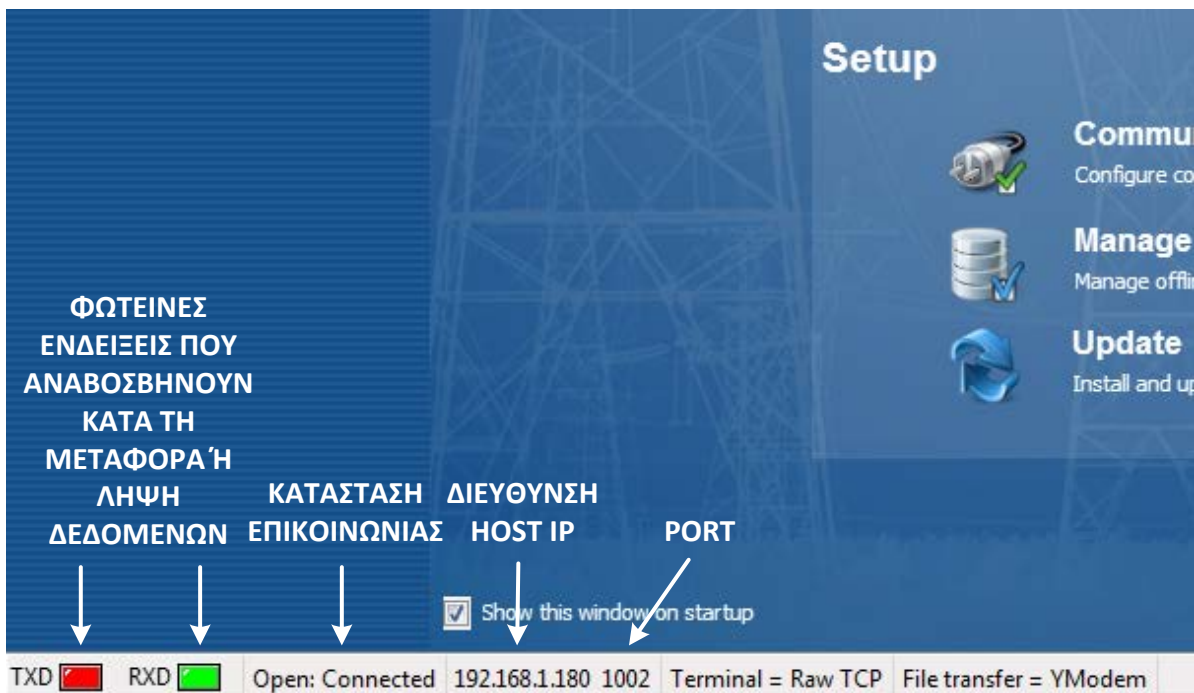 Setup
Commu
Configure co
Manage
Manage offli
Update
Install and up
ΦΩΤΕΙΝΕΣ
ΕΝΔΕΙΞΕΙΣ ΠΟΥ
ΑΝΑΒΟΣΒΗΝΟΥΝ
ΚΑΤΑ ΤΗ
ΜΕΤΑΦΟΡΑ Ή
ΛΗΨΗ
ΔΕΔΟΜΕΝΩΝ
ΚΑΤΑΣΤΑΣΗ
ΕΠΙΚΟΙΝΩΝΙΑΣ
ΔΙΕΥΘΥΝΣΗ
HOST IP
PORT
Show this window on startup
TXD RXD Open: Connected 192.168.1.180 1002 Terminal = Raw TCP File transfer = YModem